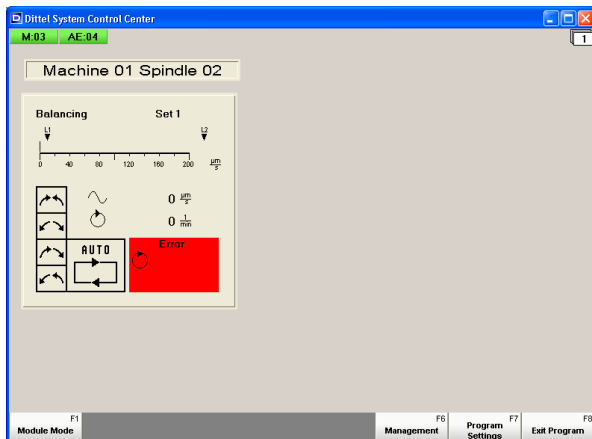 Dittel System Control Center
M:03 AE:04
1
Machine 01 Spindle 02
Balancing Set 1
L1 L2
0 40 80 120 160 200 µm/s
0 µm/s
0 1/min
AUTO
Error
F1 F6 F7 F8
Module Mode Management Program Settings Exit Program